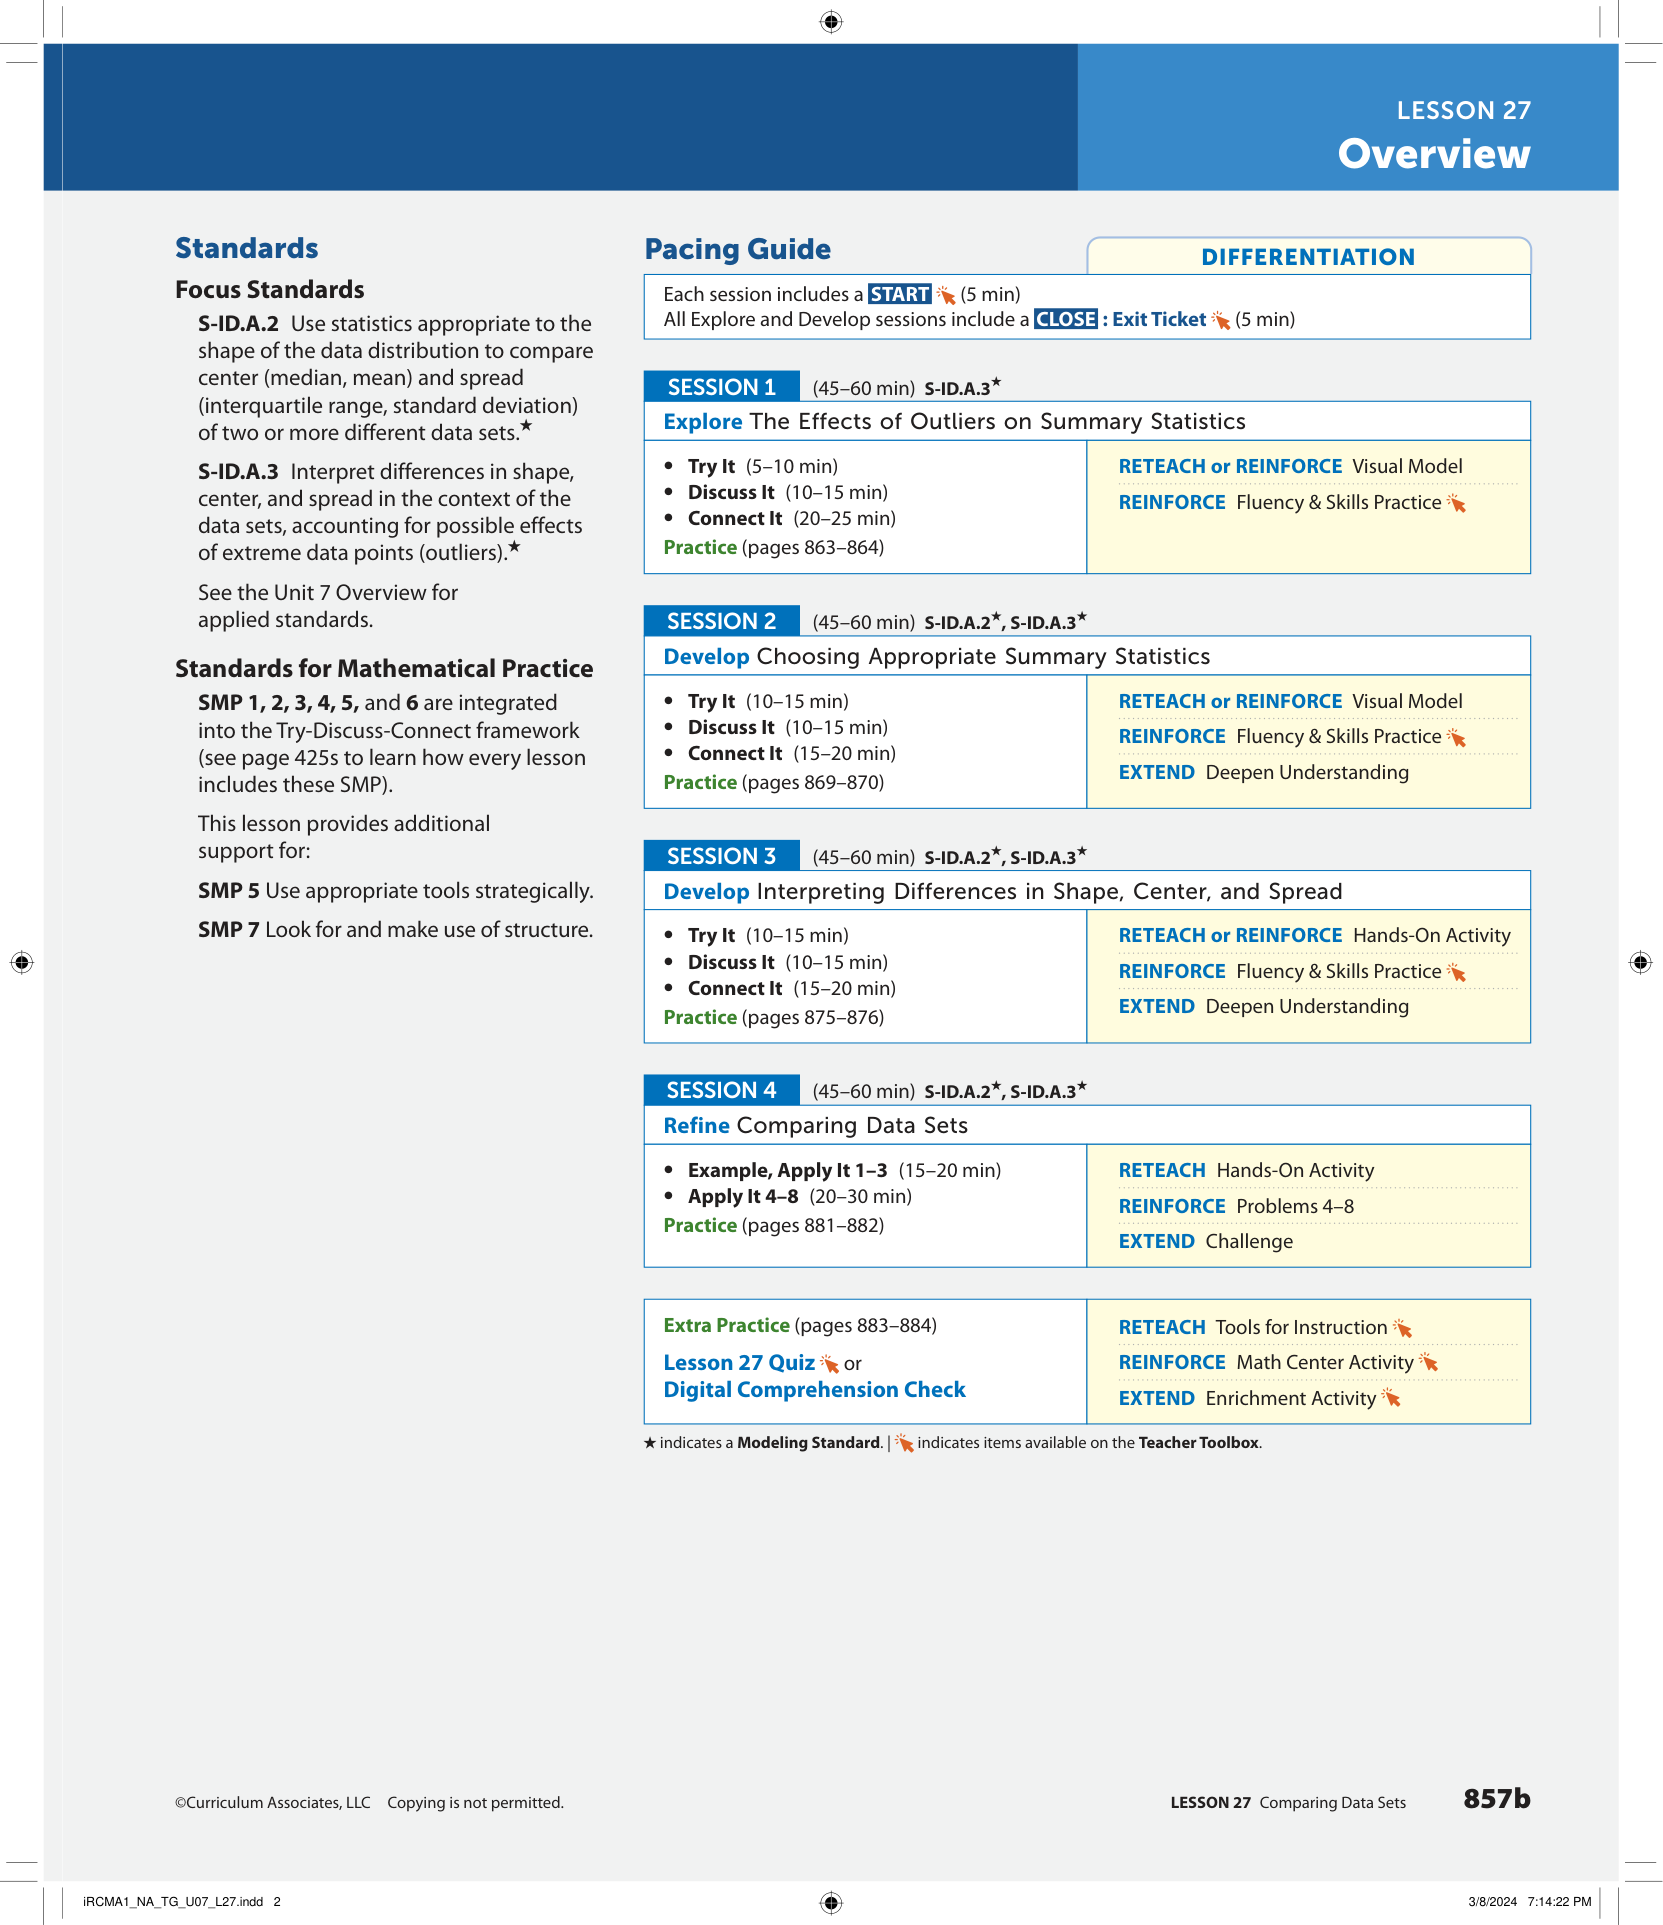 LESSON 27
Overview
Standards
Focus Standards
S-ID.A.2 Use statistics appropriate to the
shape of the data distribution to compare
center (median, mean) and spread
(interquartile range, standard deviation)
of two or more different data sets.★
S-ID.A.3 Interpret differences in shape,
center, and spread in the context of the
data sets, accounting for possible effects
of extreme data points (outliers).★
See the Unit 7 Overview for
applied standards.
Standards for Mathematical Practice
SMP 1, 2, 3, 4, 5, and 6 are integrated
into the Try-Discuss-Connect framework
(see page 425s to learn how every lesson
includes these SMP).
This lesson provides additional
support for:
SMP 5 Use appropriate tools strategically.
SMP 7 Look for and make use of structure.
Pacing Guide
DIFFERENTIATION
Each session includes a START (5 min)
All Explore and Develop sessions include a CLOSE : Exit Ticket (5 min)
SESSION 1 (45–60 min) S-ID.A.3★
Explore The Effects of Outliers on Summary Statistics
• Try It (5–10 min)
• Discuss It (10–15 min)
• Connect It (20–25 min)
Practice (pages 863–864)
RETEACH or REINFORCE Visual Model
REINFORCE Fluency & Skills Practice
SESSION 2 (45–60 min) S-ID.A.2★, S-ID.A.3★
Develop Choosing Appropriate Summary Statistics
• Try It (10–15 min)
• Discuss It (10–15 min)
• Connect It (15–20 min)
Practice (pages 869–870)
RETEACH or REINFORCE Visual Model
REINFORCE Fluency & Skills Practice
EXTEND Deepen Understanding
SESSION 3 (45–60 min) S-ID.A.2★, S-ID.A.3★
Develop Interpreting Differences in Shape, Center, and Spread
• Try It (10–15 min)
• Discuss It (10–15 min)
• Connect It (15–20 min)
Practice (pages 875–876)
RETEACH or REINFORCE Hands-On Activity
REINFORCE Fluency & Skills Practice
EXTEND Deepen Understanding
SESSION 4 (45–60 min) S-ID.A.2★, S-ID.A.3★
Refine Comparing Data Sets
• Example, Apply It 1–3 (15–20 min)
• Apply It 4–8 (20–30 min)
Practice (pages 881–882)
RETEACH Hands-On Activity
REINFORCE Problems 4–8
EXTEND Challenge
Extra Practice (pages 883–884)
Lesson 27 Quiz or
Digital Comprehension Check
RETEACH Tools for Instruction
REINFORCE Math Center Activity
EXTEND Enrichment Activity
★ indicates a Modeling Standard. | indicates items available on the Teacher Toolbox.
©Curriculum Associates, LLC Copying is not permitted.
LESSON 27 Comparing Data Sets 857b
iRCMA1_NA_TG_U07_L27.indd 2
3/8/2024 7:14:22 PM